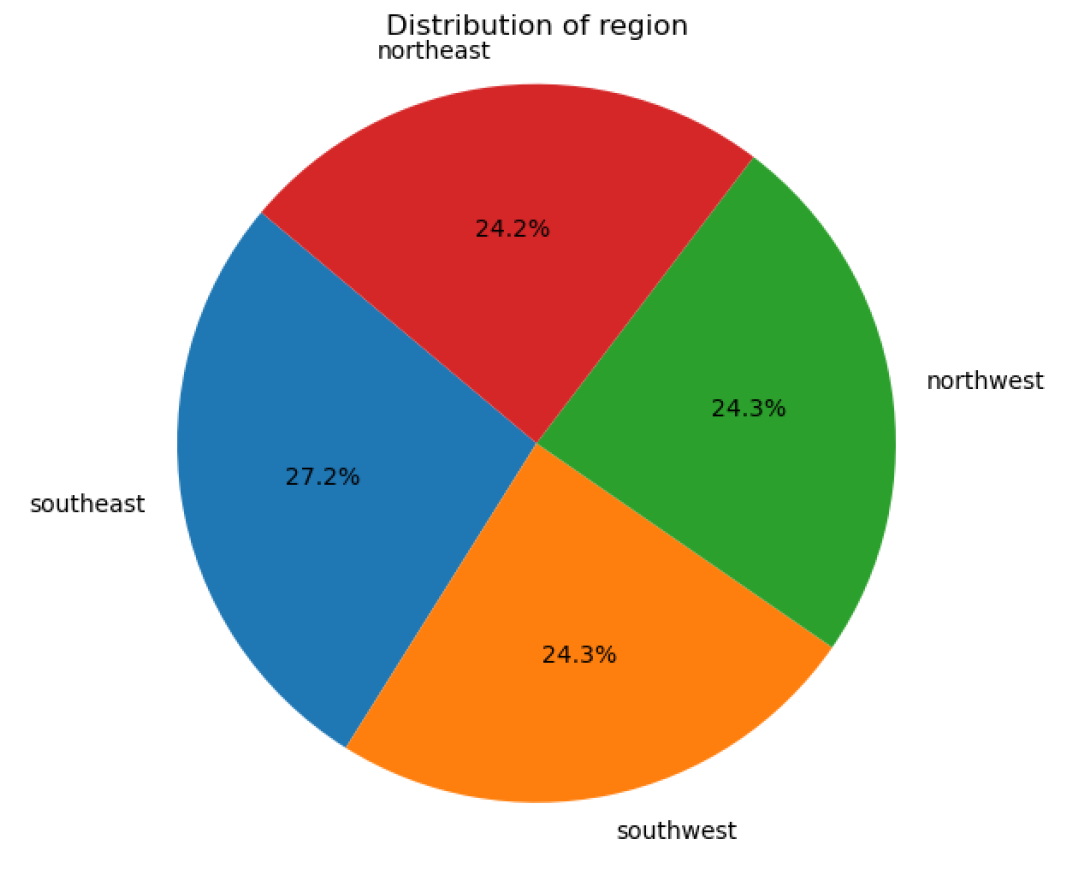 Distribution of region
northeast
24.2%
northwest
24.3%
27.2%
southeast
24.3%
southwest